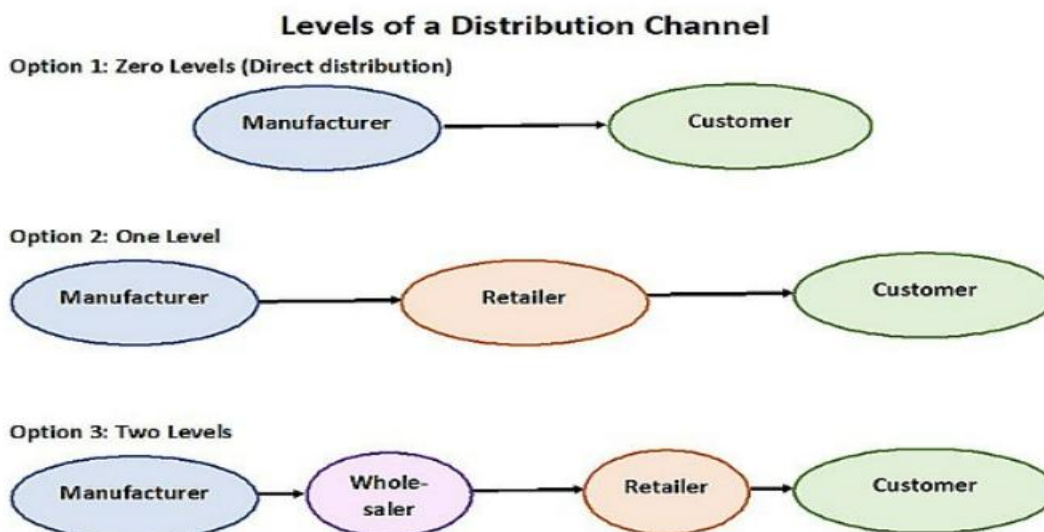 Levels of a Distribution Channel
Option 1: Zero Levels (Direct distribution)
Manufacturer
Customer
Option 2: One Level
Manufacturer
Retailer
Customer
Option 3: Two Levels
Manufacturer
Whole-
saler
Retailer
Customer